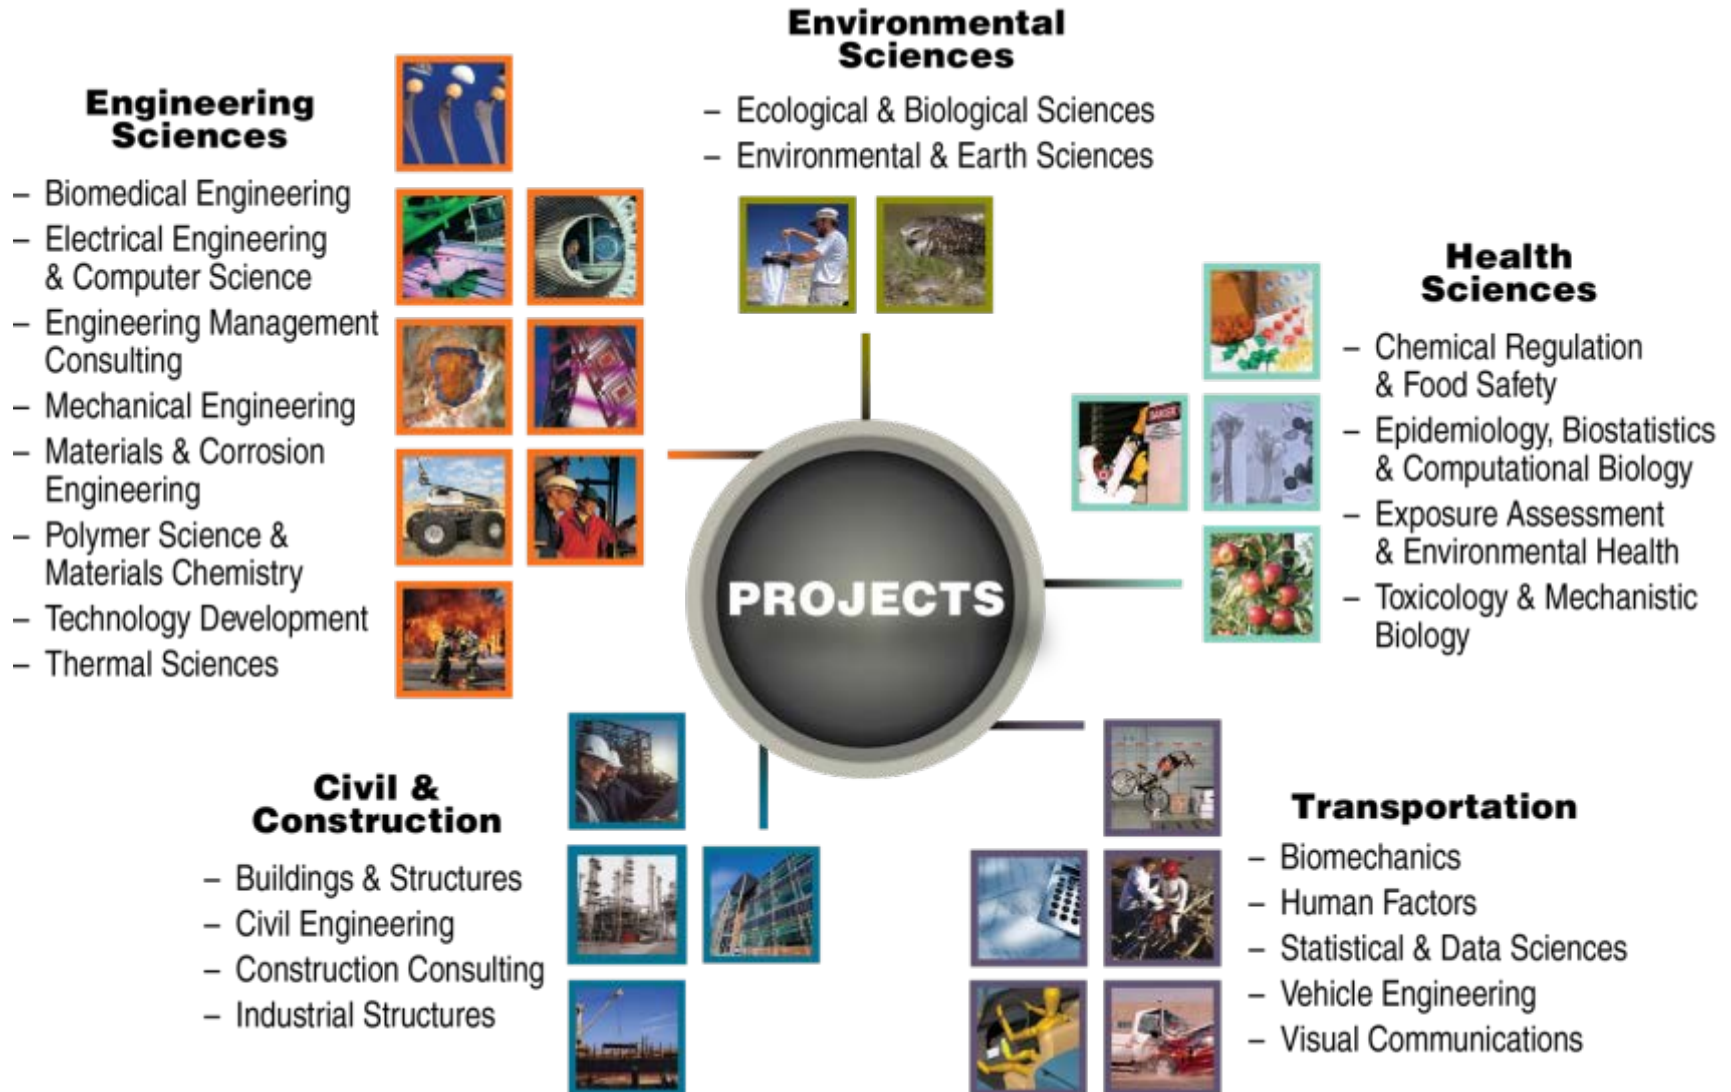 Environmental
Sciences
– Ecological & Biological Sciences
– Environmental & Earth Sciences
Engineering
Sciences
– Biomedical Engineering
– Electrical Engineering
& Computer Science
– Engineering Management
Consulting
– Mechanical Engineering
– Materials & Corrosion
Engineering
– Polymer Science &
Materials Chemistry
– Technology Development
– Thermal Sciences
Health
Sciences
– Chemical Regulation
& Food Safety
– Epidemiology, Biostatistics
& Computational Biology
– Exposure Assessment
& Environmental Health
– Toxicology & Mechanistic
Biology
DANGER
PROJECTS
Civil &
Construction
– Buildings & Structures
– Civil Engineering
– Construction Consulting
– Industrial Structures
Transportation
– Biomechanics
– Human Factors
– Statistical & Data Sciences
– Vehicle Engineering
– Visual Communications